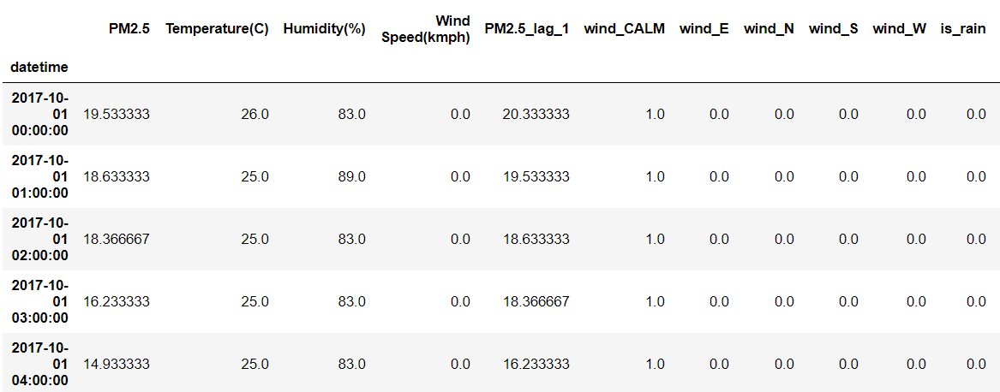 PM2.5 Temperature(C) Humidity(%) Wind Speed(kmph) PM2.5_lag_1 wind_CALM wind_E wind_N wind_S wind_W is_rain
datetime
2017-10-01 00:00:00 19.533333 26.0 83.0 0.0 20.333333 1.0 0.0 0.0 0.0 0.0 0.0
2017-10-01 01:00:00 18.633333 25.0 89.0 0.0 19.533333 1.0 0.0 0.0 0.0 0.0 0.0
2017-10-01 02:00:00 18.366667 25.0 83.0 0.0 18.633333 1.0 0.0 0.0 0.0 0.0 0.0
2017-10-01 03:00:00 16.233333 25.0 83.0 0.0 18.366667 1.0 0.0 0.0 0.0 0.0 0.0
2017-10-01 04:00:00 14.933333 25.0 83.0 0.0 16.233333 1.0 0.0 0.0 0.0 0.0 0.0